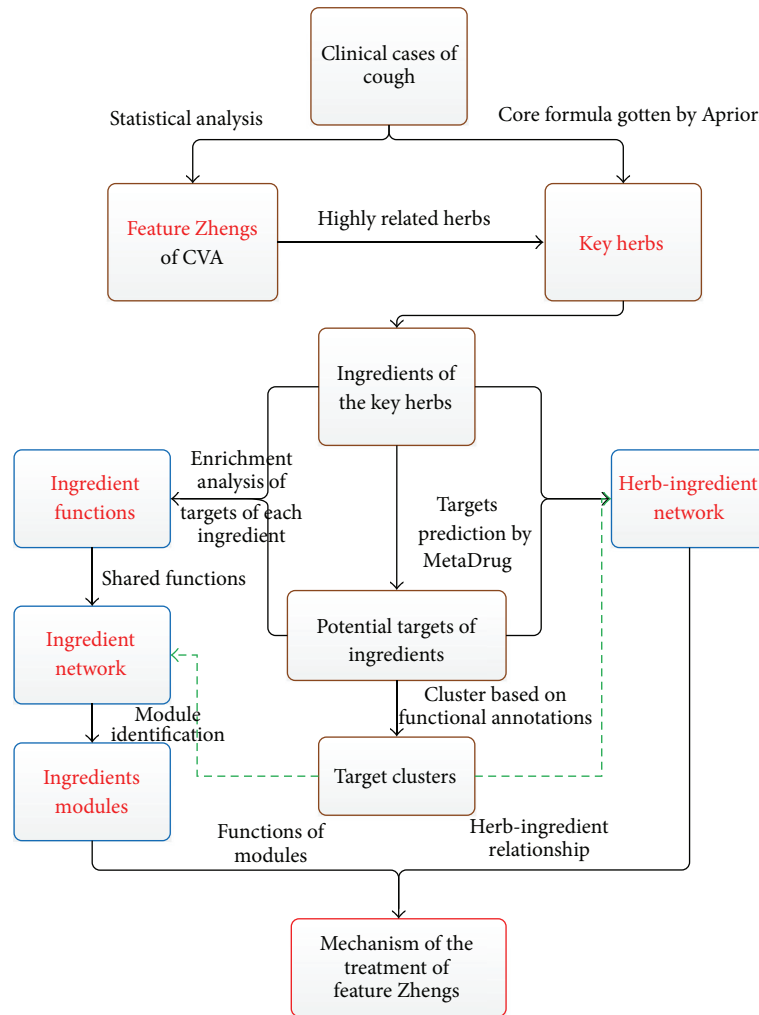 Clinical cases of
cough
Statistical analysis
Core formula gotten by Aprior
Feature Zhengs
of CVA
Highly related herbs
Key herbs
Ingredients of
the key herbs
Ingredient
functions
Enrichment
analysis of
targets of each
ingredient
Targets
prediction by
MetaDrug
Herb-ingredient
network
Shared functions
Ingredient
network
Potential targets of
ingredients
Module
identification
Cluster based on
functional annotations
Ingredients
modules
Target clusters
Functions of
modules
Herb-ingredient
relationship
Mechanism of the
treatment of
feature Zhengs